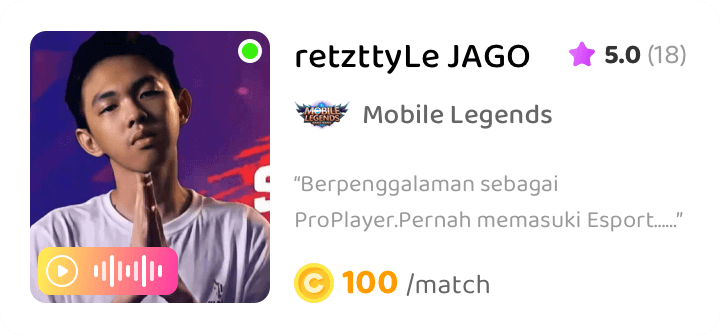 retzttyLe JAGO
5.0 (18)
MOBILE
LEGENDS
Mobile Legends
“Berpenggalaman sebagai
ProPlayer.Pernah memasuki Esport......”
S
C 100 /match